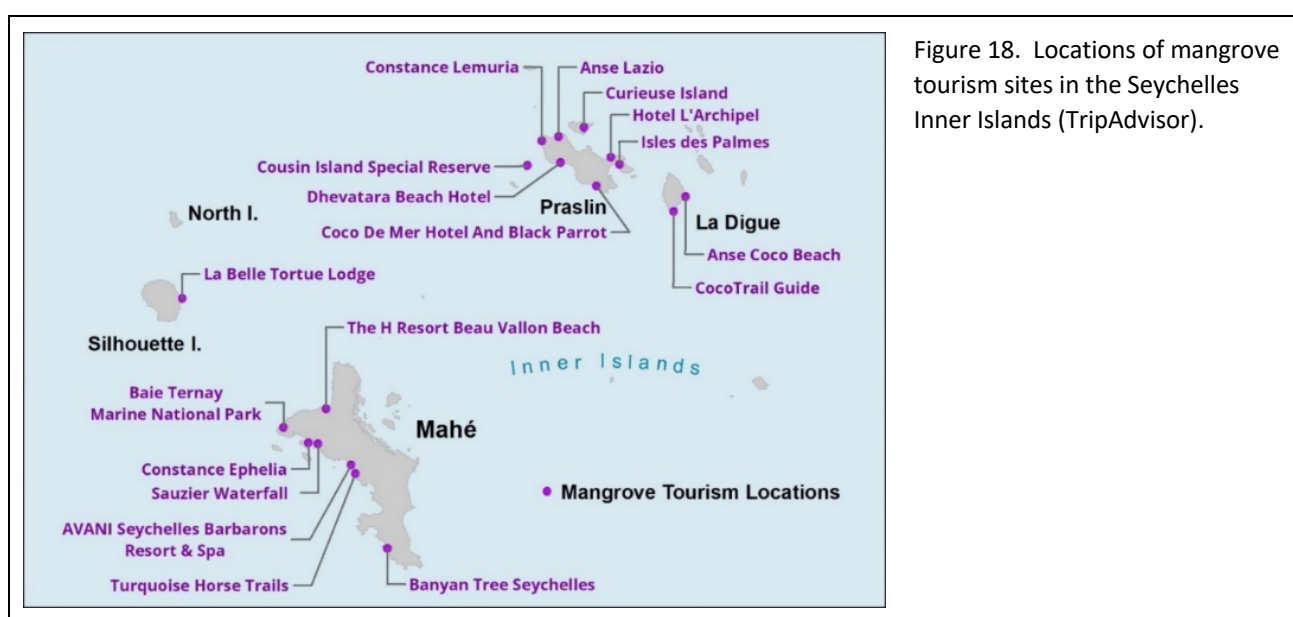 Constance Lemuria
Anse Lazio
Curieuse Island
Hotel L'Archipel
Isles des Palmes
Cousin Island Special Reserve
Dhevatara Beach Hotel
Praslin
Coco De Mer Hotel And Black Parrot
La Digue
Anse Coco Beach
CocoTrail Guide
North I.
La Belle Tortue Lodge
Silhouette I.
The H Resort Beau Vallon Beach
Inner Islands
Baie Ternay
Marine National Park
Mahé
Constance Ephelia
Sauzier Waterfall
Mangrove Tourism Locations
AVANI Seychelles Barbarons
Resort & Spa
Turquoise Horse Trails
Banyan Tree Seychelles
Figure 18. Locations of mangrove
tourism sites in the Seychelles
Inner Islands (TripAdvisor).